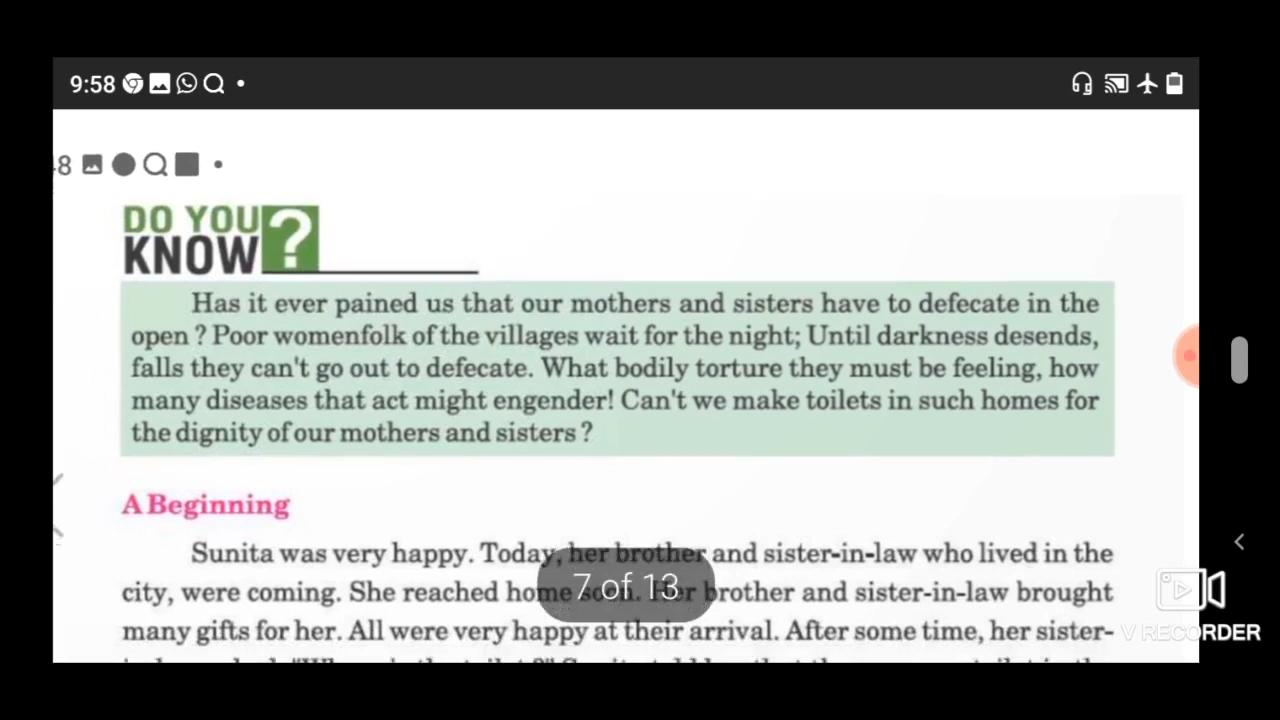 9:58
8
DO YOU
KNOW ?
Has it ever pained us that our mothers and sisters have to defecate in the
open ? Poor womenfolk of the villages wait for the night; Until darkness desends,
falls they can't go out to defecate. What bodily torture they must be feeling, how
many diseases that act might engender! Can't we make toilets in such homes for
the dignity of our mothers and sisters ?
A Beginning
Sunita was very happy. Today, her brother and sister-in-law who lived in the
city, were coming. She reached home soon. Her brother and sister-in-law brought
7 of 13
many gifts for her. All were very happy at their arrival. After some time, her sister-
V RECORDER